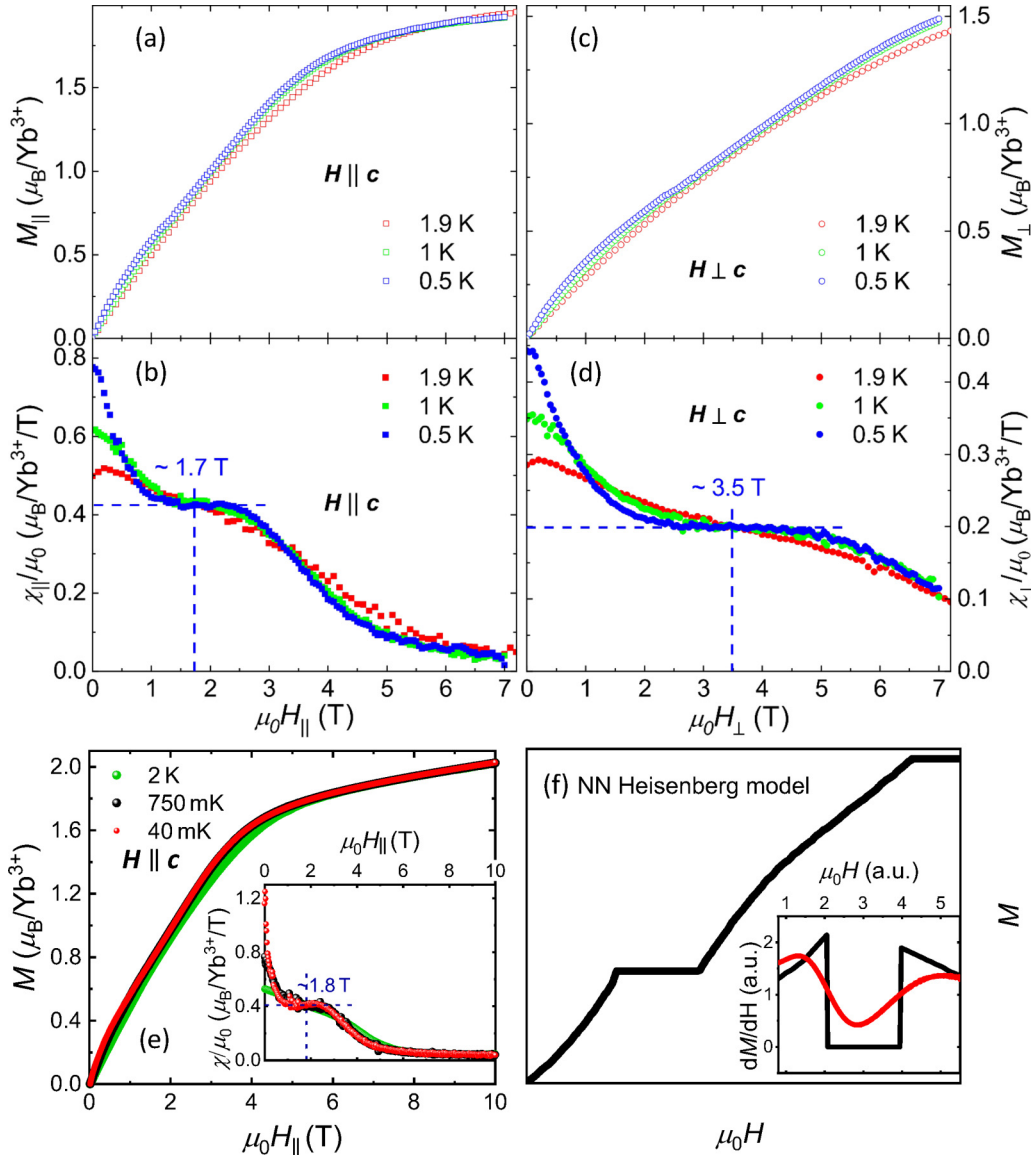 (a)
M∥ (μB/Yb3+)
1.5
1.0
0.5
0.0
H ∥ c
1.9 K
1 K
0.5 K
(c)
1.5
1.0
0.5
0.0
M⊥ (μB/Yb3+)
H ⊥ c
1.9 K
1 K
0.5 K
(b)
χ∥/μ0 (μB/Yb3+/T)
0.8
0.6
0.4
0.2
0.0
1.9 K
1 K
0.5 K
~ 1.7 T
H ∥ c
0 1 2 3 4 5 6 7
μ0H∥ (T)
(d)
H ⊥ c
1.9 K
1 K
0.5 K
~ 3.5 T
0.4
0.3
0.2
0.1
0.0
χ⊥/μ0 (μB/Yb3+/T)
0 1 2 3 4 5 6 7
μ0H⊥ (T)
M (μB/Yb3+)
2.0
1.6
1.2
0.8
0.4
0.0
2 K
750 mK
40 mK
H ∥ c
(e)
μ0H∥(T)
0 2 4 6 8 10
χ/μ0 (μB/Yb3+/T)
1.2
0.8
0.4
0.0
~1.8 T
0 2 4 6 8 10
μ0H∥ (T)
(f) NN Heisenberg model
M
μ0H (a.u.)
1 2 3 4 5
dM/dH (a.u.)
2
1
0
μ0H